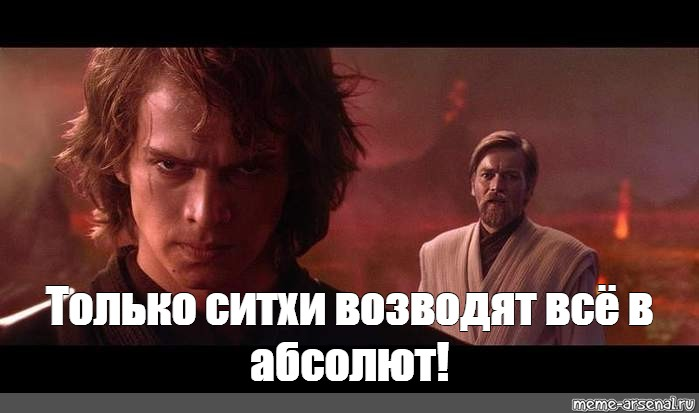 Только ситхи возводят всё в
абсолют!
meme-arsenal.ru